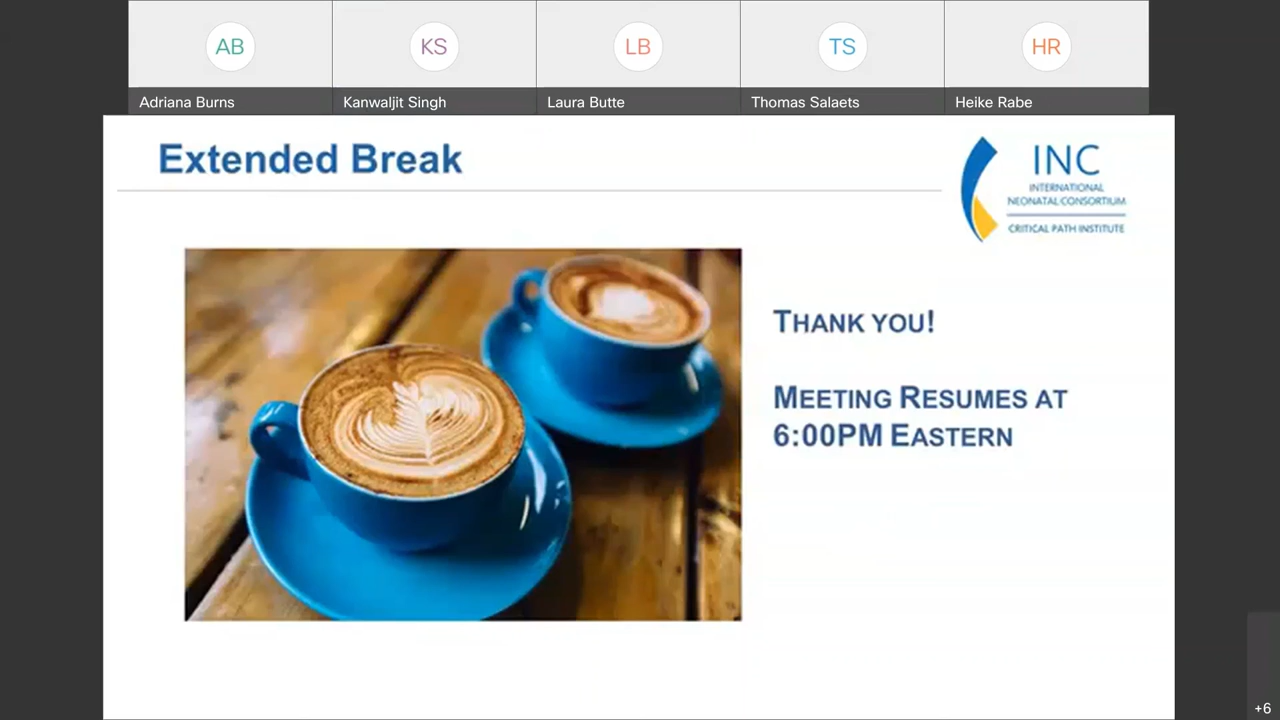 AB
KS
LB
TS
HR
Adriana Burns
Kanwaljit Singh
Laura Butte
Thomas Salaets
Heike Rabe
Extended Break
INC
INTERNATIONAL
NEONATAL CONSORTIUM
CRITICAL PATH INSTITUTE
THANK YOU!
MEETING RESUMES AT
6:00PM EASTERN
+6